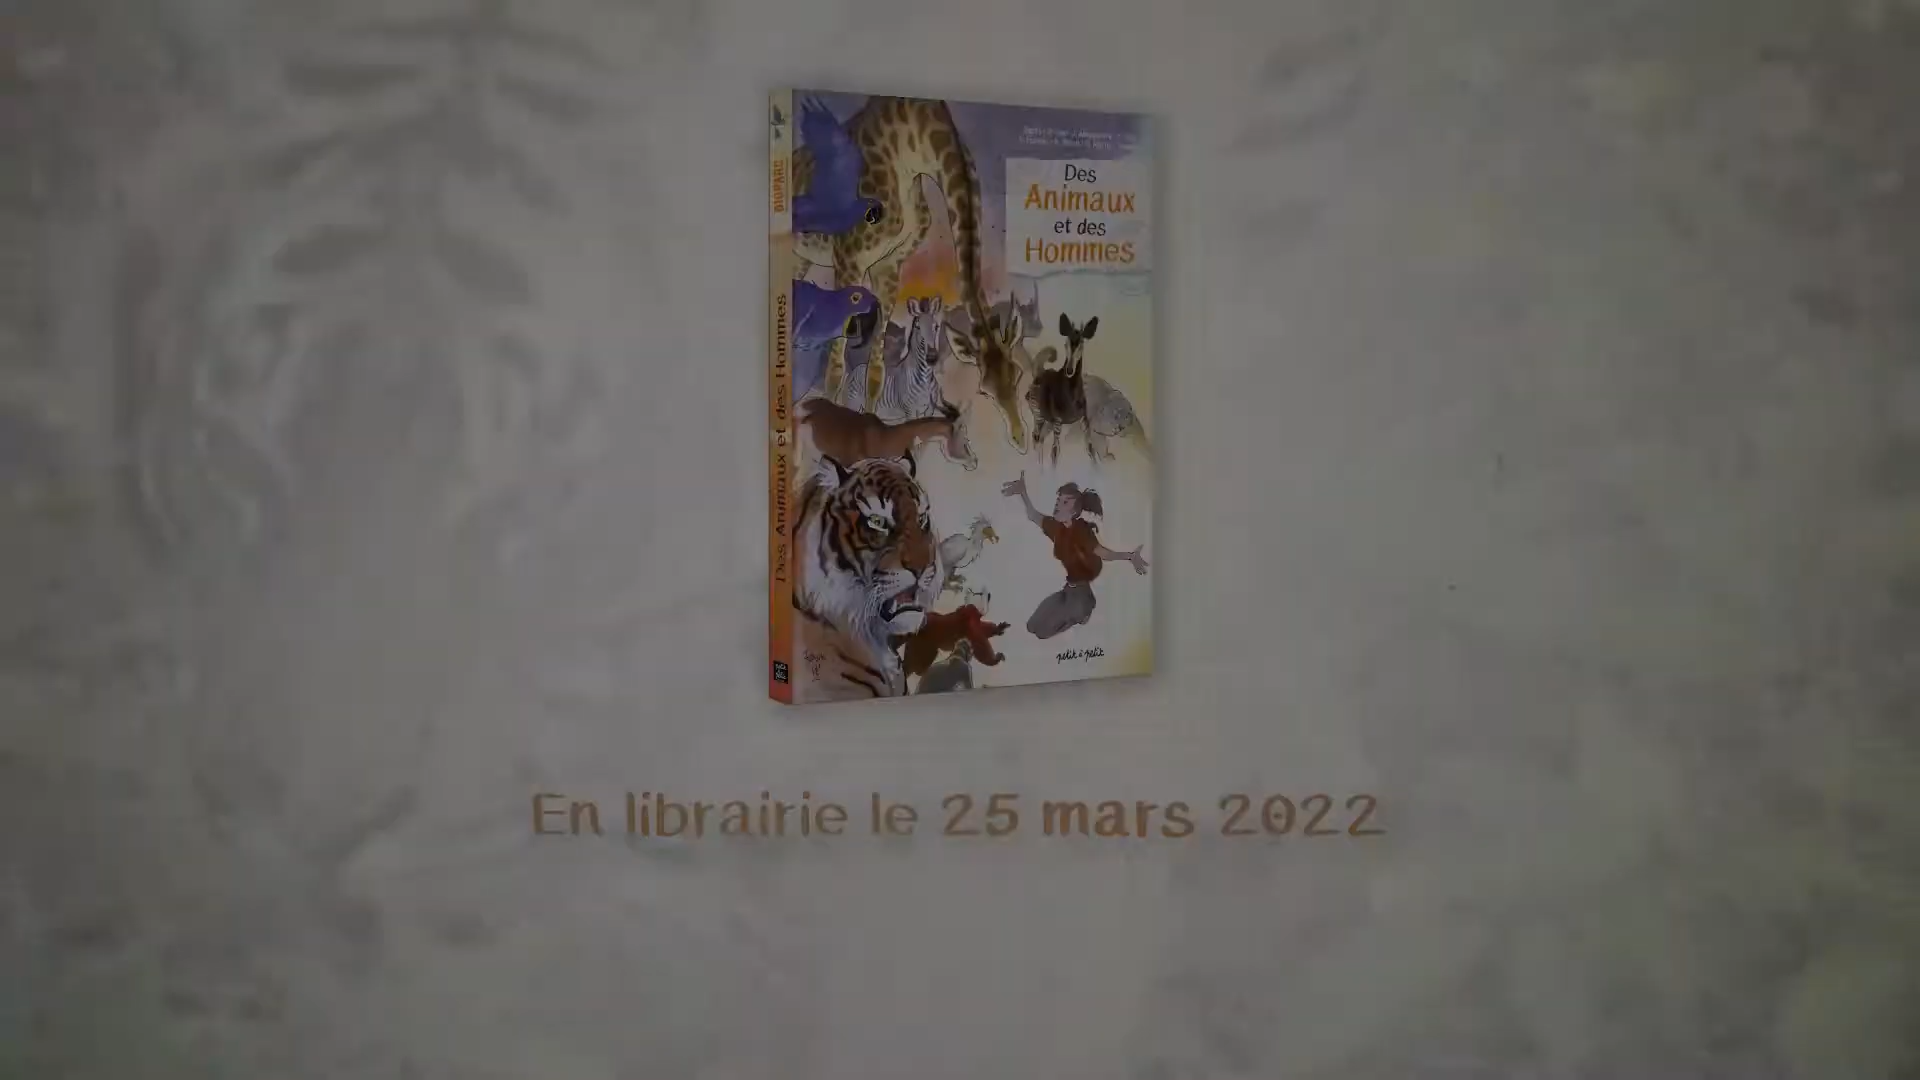 Des
Animaux
et des
Hommes
BIOPARC
Des Animaux et des Hommes
petit à petit
En librairie le 25 mars 2022